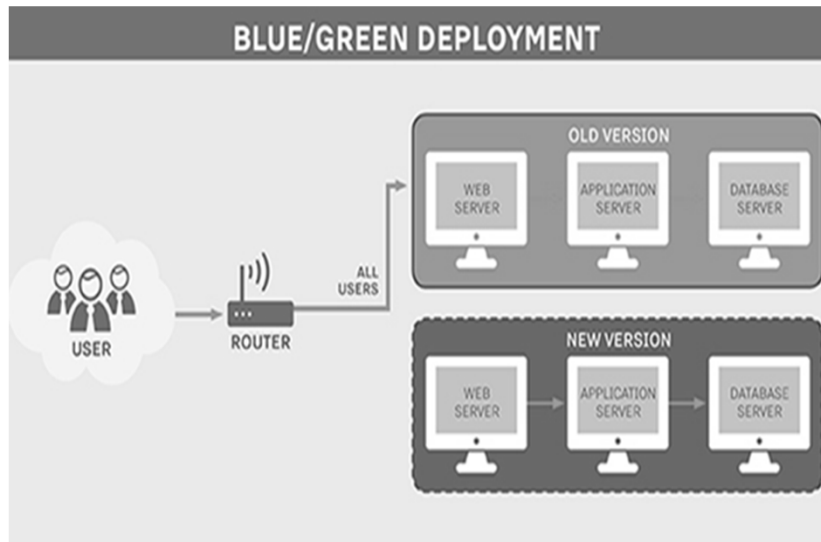 BLUE/GREEN DEPLOYMENT
OLD VERSION
WEB
SERVER
APPLICATION
SERVER
DATABASE
SERVER
ALL
USERS
USER
ROUTER
NEW VERSION
WEB
SERVER
APPLICATION
SERVER
DATABASE
SERVER